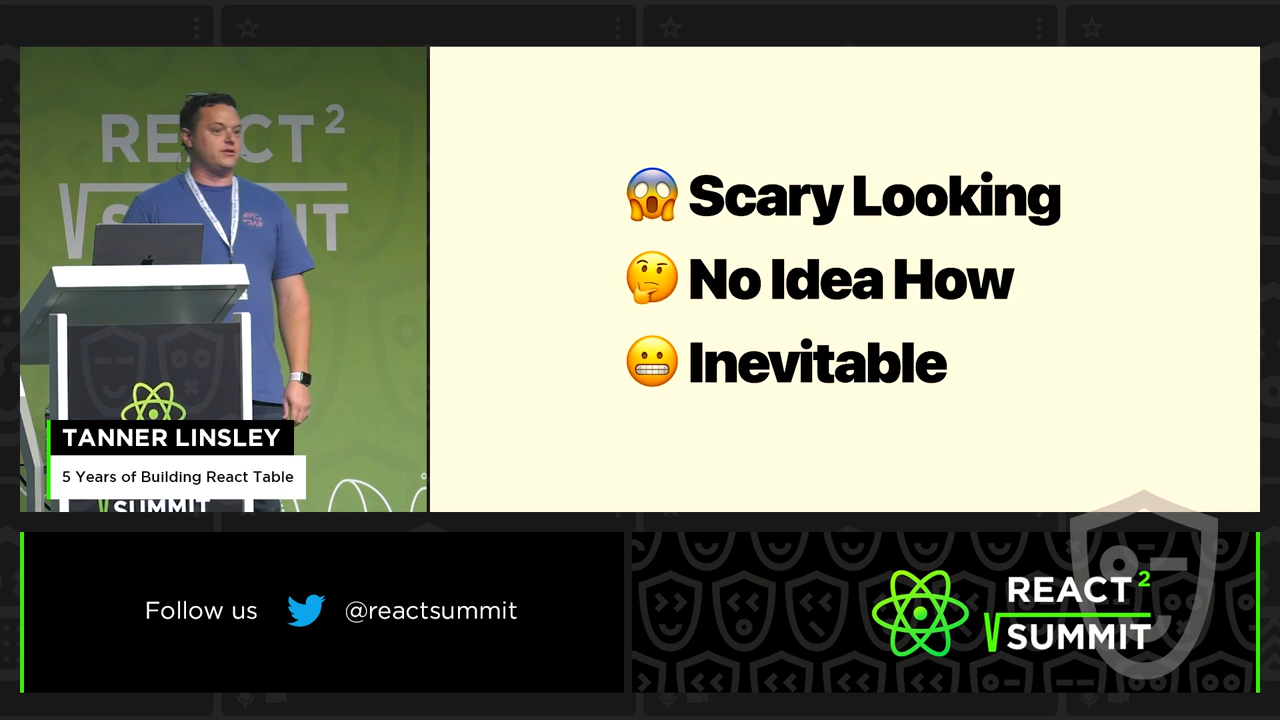 REACT 2
SUMMIT
TANNER LINSLEY
5 Years of Building React Table
SUMMIT
😱 Scary Looking
🤔 No Idea How
😬 Inevitable
Follow us @reactsummit
REACT 2
SUMMIT